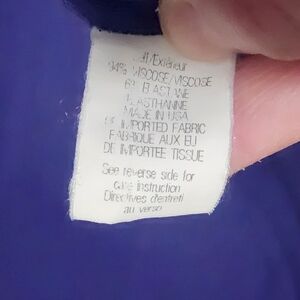 /Extérieur
94% VISCOSE/VISCOSE
6% ELASTANE
ELASTHANNE
MADE IN USA
OF IMPORTED FABRIC
FABRIQUE AUX EU
DE IMPORTEE TISSUE
See reverse side for
care instruction
Directives d'entreti
au verso